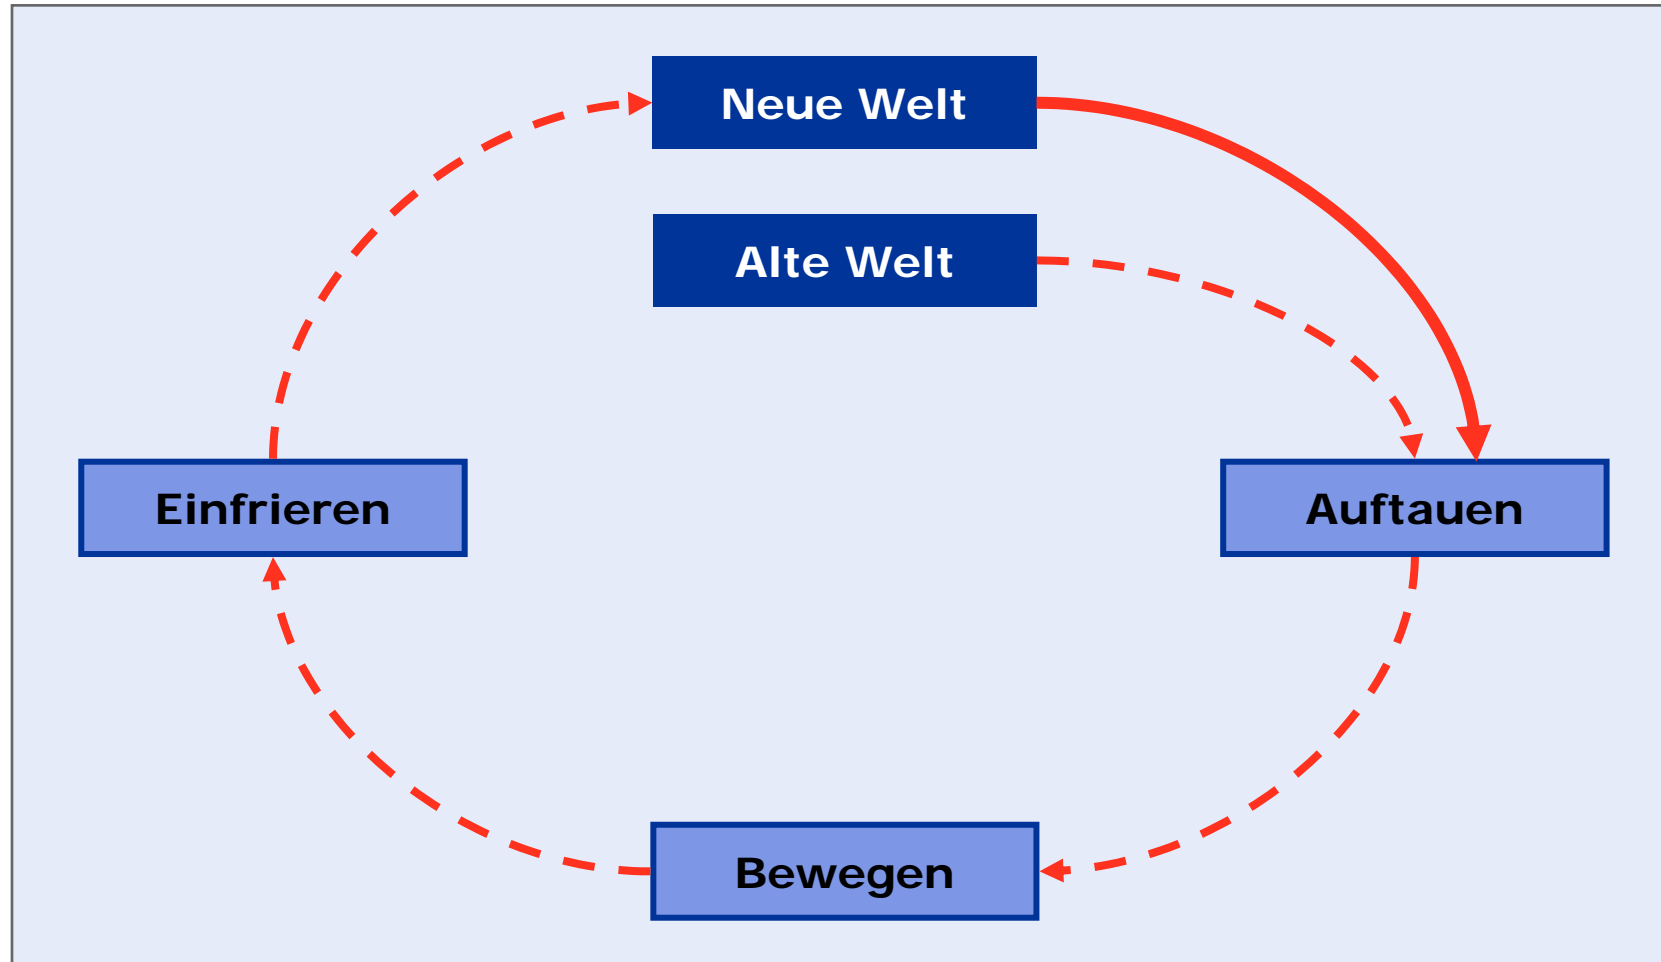 Neue Welt
Alte Welt
Einfrieren
Auftauen
Bewegen